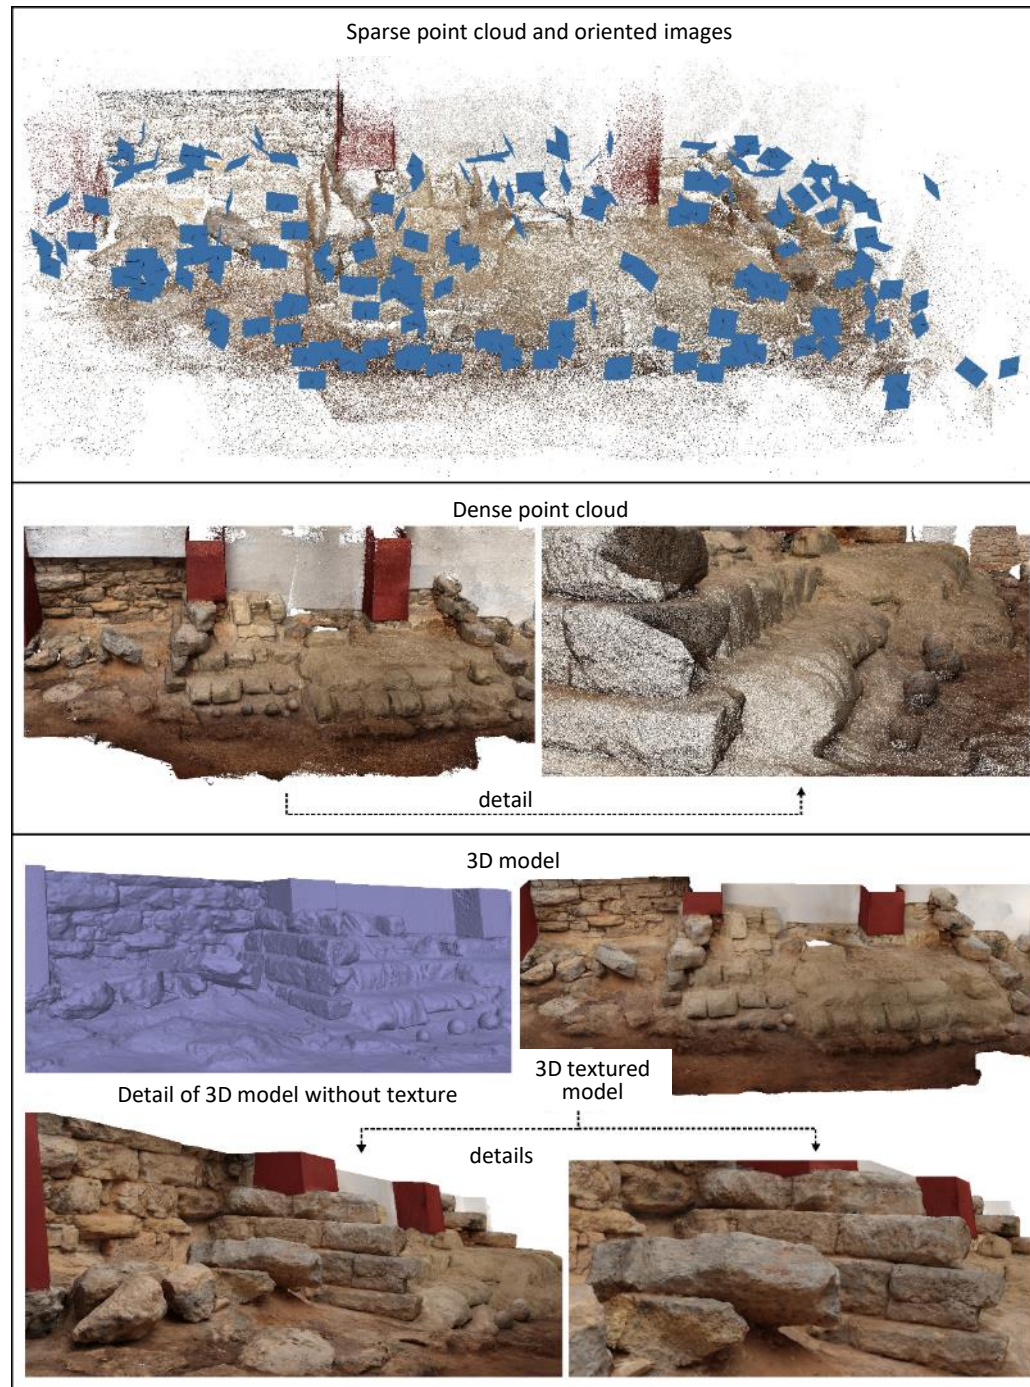 Sparse point cloud and oriented images
Dense point cloud
detail
3D model
Detail of 3D model without texture
3D textured
model
details